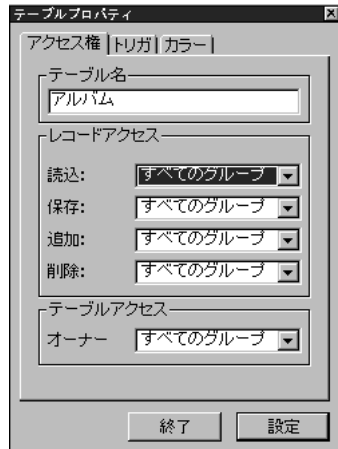 テーブルプロパティ
アクセス権 トリガ カラー
テーブル名
アルバム
レコードアクセス
読込: すべてのグループ
保存: すべてのグループ
追加: すべてのグループ
削除: すべてのグループ
テーブルアクセス
オーナー すべてのグループ
終了 設定